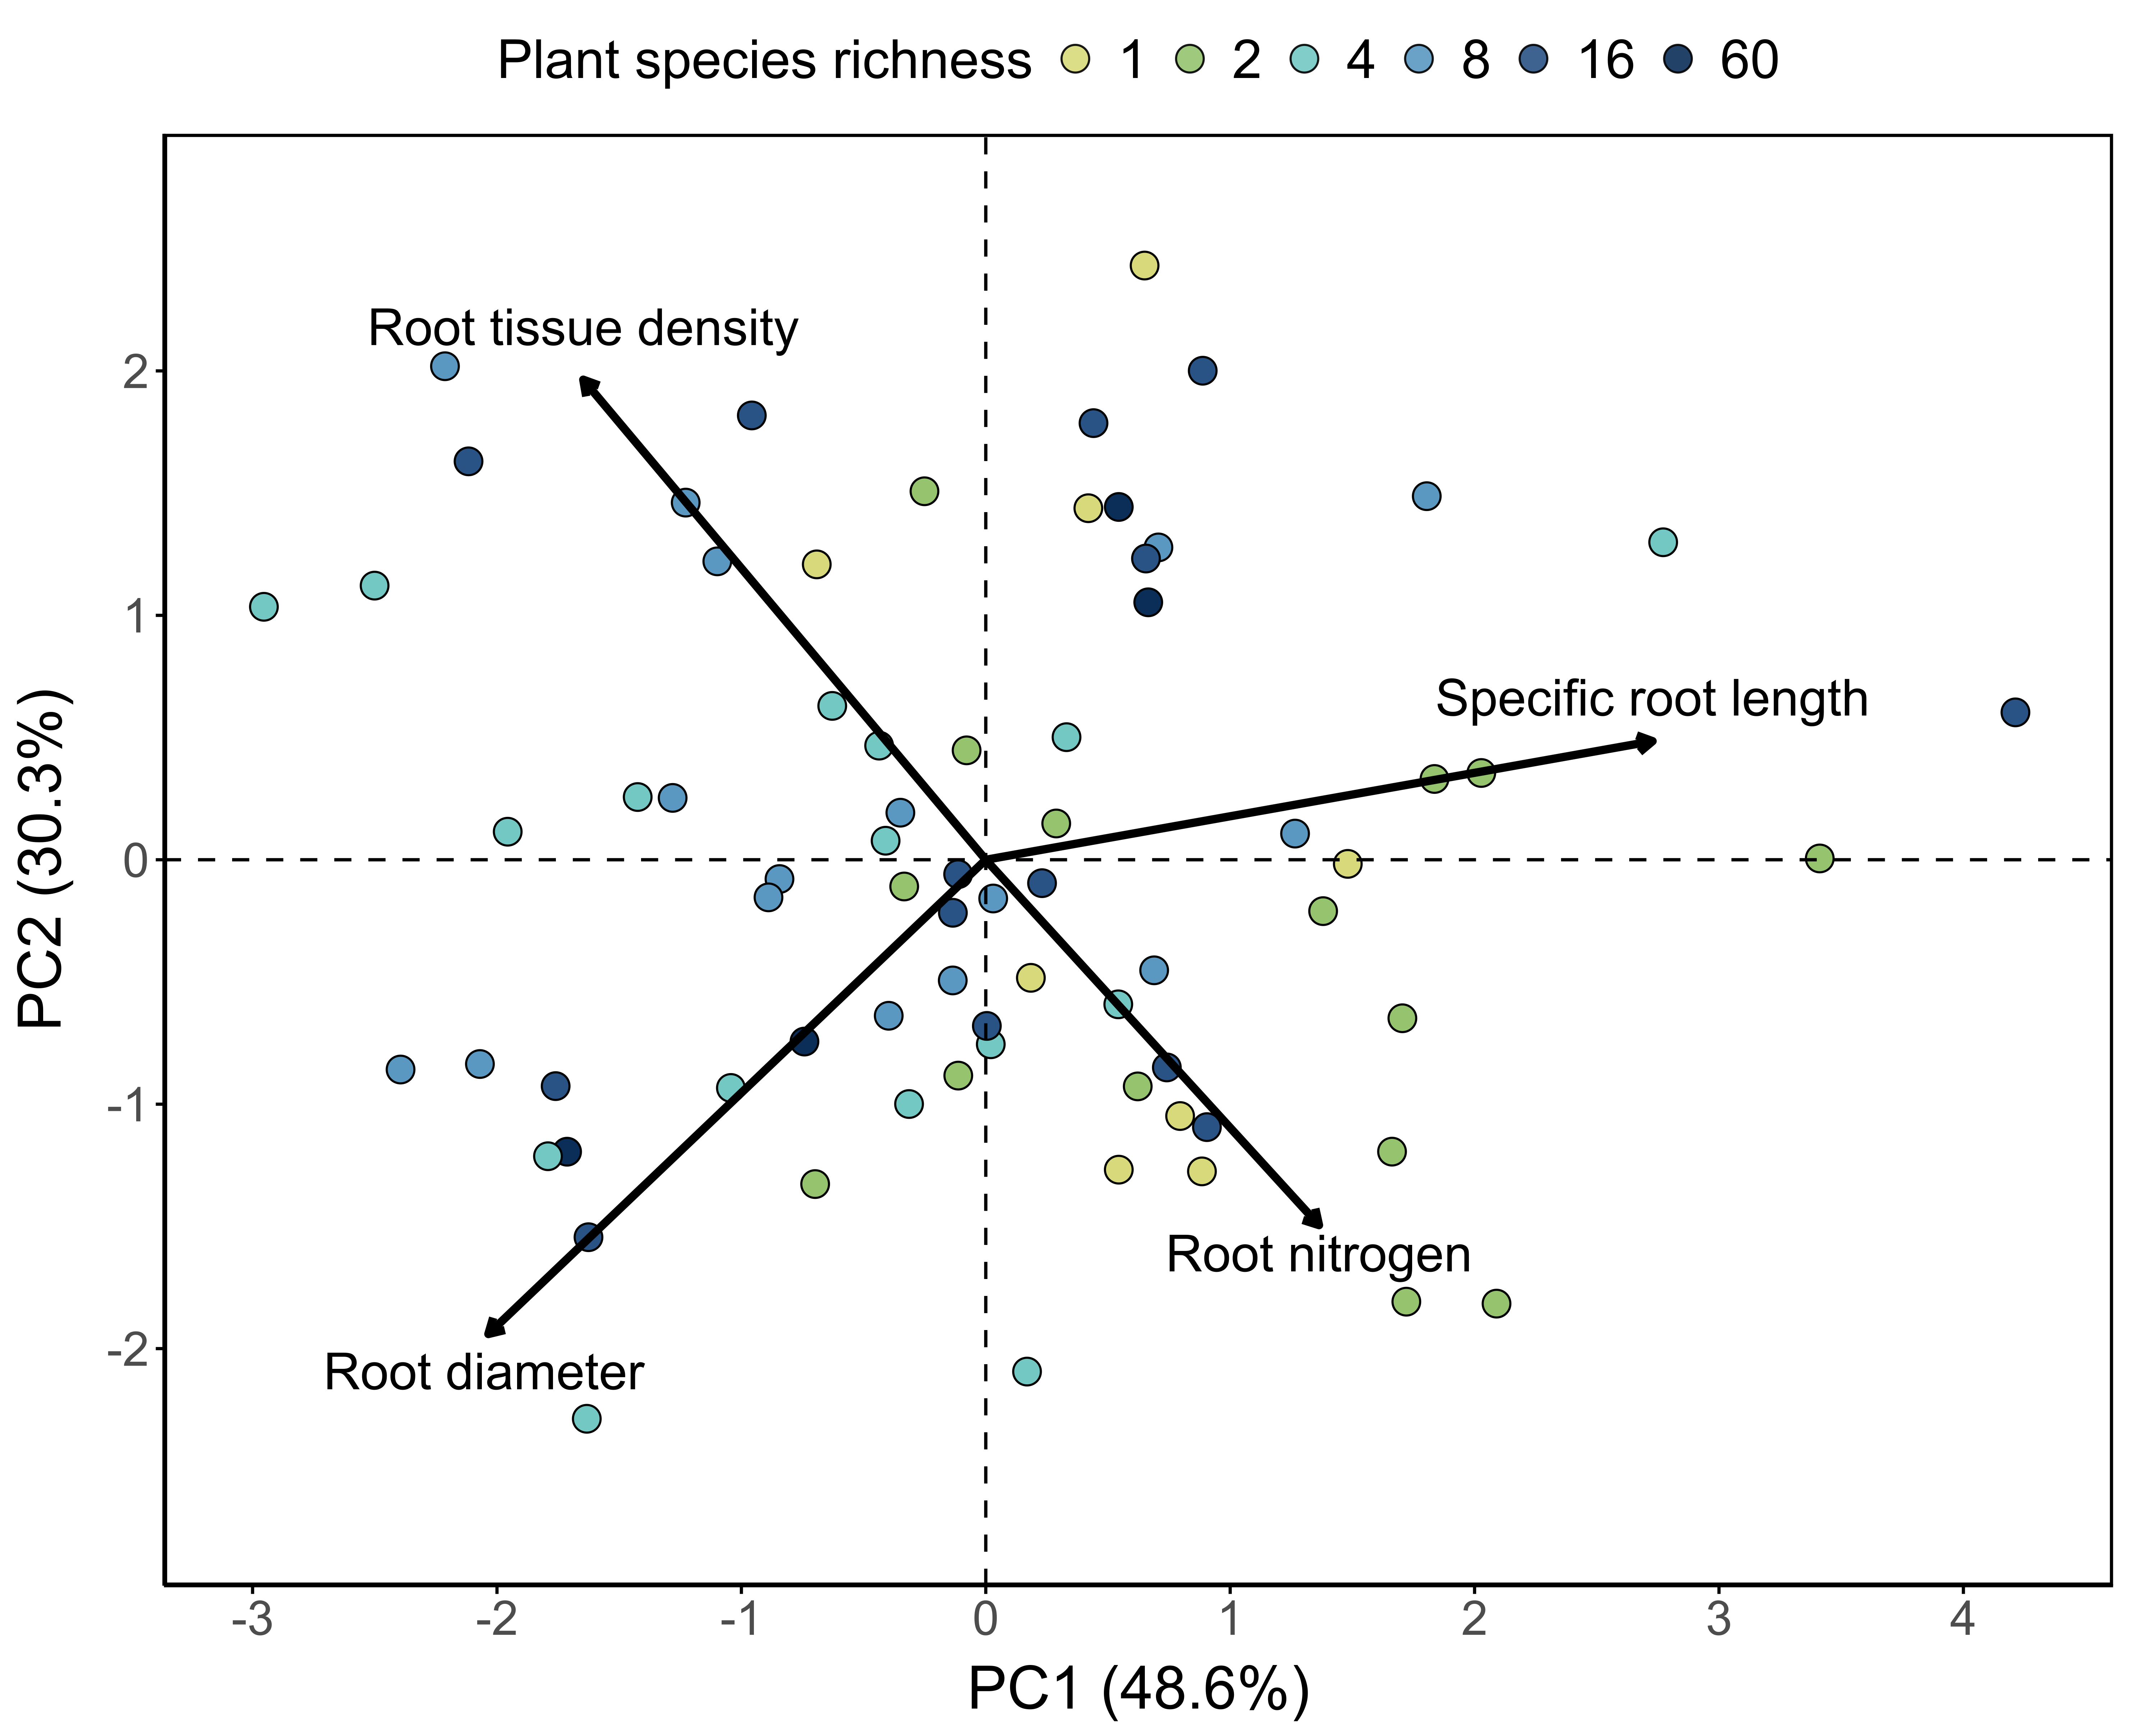 Plant species richness 1 2 4 8 16 60
Root tissue density
2
1
Specific root length
0
PC2 (30.3%)
-1
Root nitrogen
-2
Root diameter
-3 -2 -1 0 1 2 3 4
PC1 (48.6%)